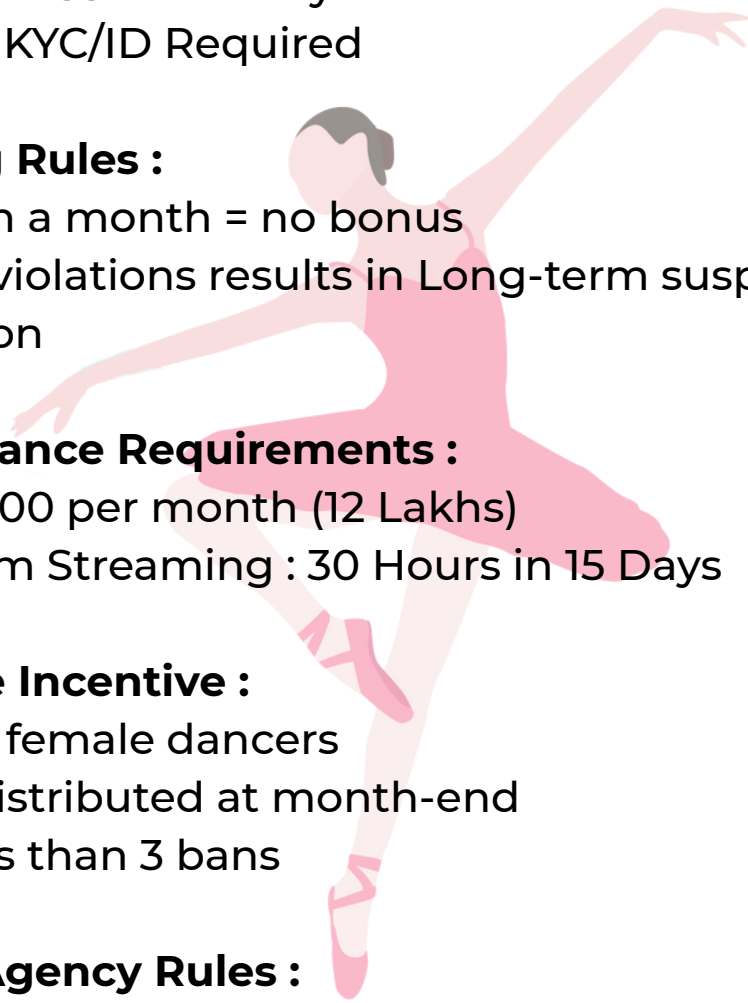 KYC/ID Required
Rules :
a month = no bonus
violations results in Long-term susp
on
ance Requirements :
00 per month (12 Lakhs)
m Streaming : 30 Hours in 15 Days
Incentive :
female dancers
istributed at month-end
s than 3 bans
Agency Rules :